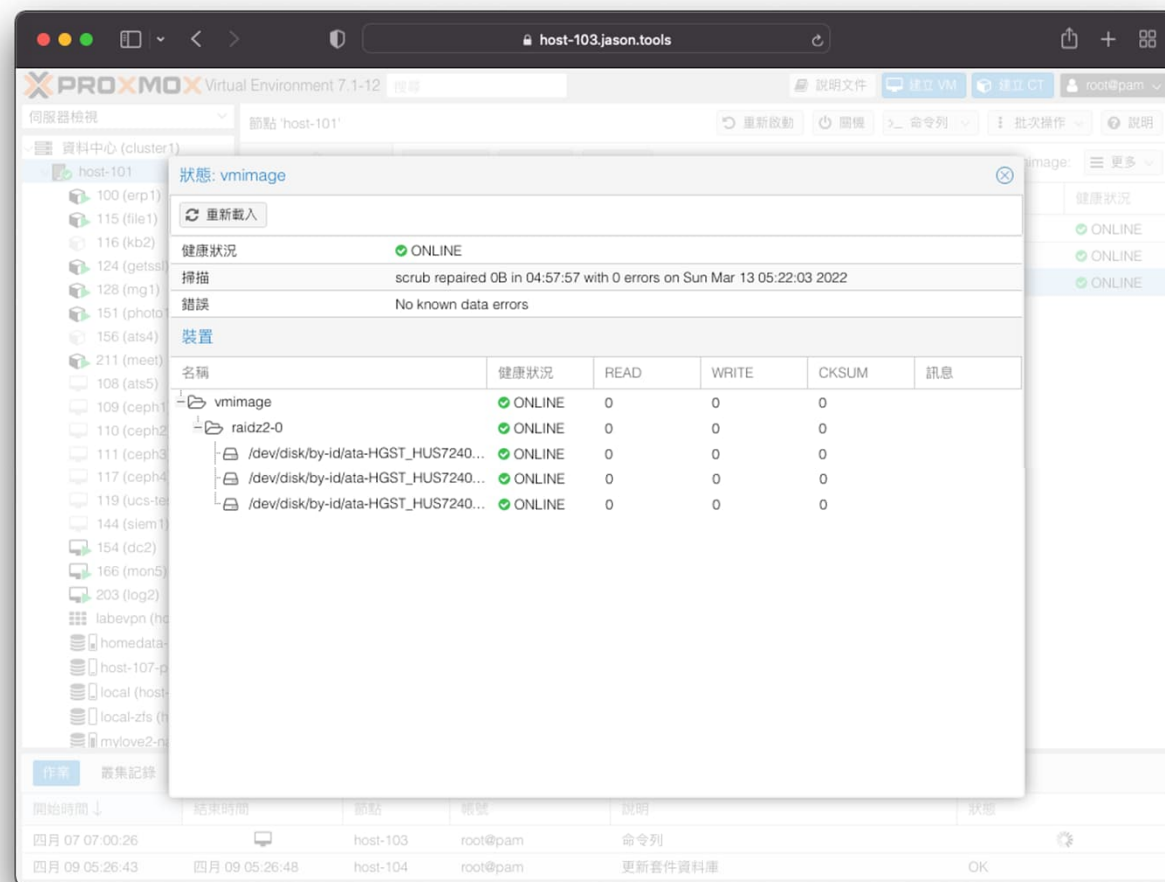 host-103.jason.tools
PROXMOX Virtual Environment 7.1-12 搜尋 說明文件 建立 VM 建立 CT root@pam
伺服器檢視
節點 'host-101' 重新啟動 關機 命令列 批次操作 說明
資料中心 (cluster1)
host-101
100 (erp1)
115 (file1)
116 (kb2)
124 (getssl
128 (mg1)
151 (photo
156 (ats4)
211 (meet)
108 (ats5)
109 (ceph1
110 (ceph2
111 (ceph3
117 (ceph4
119 (ucs-te
144 (siem1)
154 (dc2)
166 (mon5)
203 (log2)
labevpn (ho
homedata-
host-107-p
local (host-
local-zfs (h
mylove2-na
image: 更多
健康狀況
ONLINE
ONLINE
ONLINE
狀態: vmimage
重新載入
健康狀況 ONLINE
掃描 scrub repaired 0B in 04:57:57 with 0 errors on Sun Mar 13 05:22:03 2022
錯誤 No known data errors
裝置
名稱 健康狀況 READ WRITE CKSUM 訊息
vmimage ONLINE 0 0 0
raidz2-0 ONLINE 0 0 0
/dev/disk/by-id/ata-HGST_HUS7240... ONLINE 0 0 0
/dev/disk/by-id/ata-HGST_HUS7240... ONLINE 0 0 0
/dev/disk/by-id/ata-HGST_HUS7240... ONLINE 0 0 0
作業 叢集記錄
開始時間 結束時間 節點 帳號 說明 狀態
四月 07 07:00:26 host-103 root@pam 命令列
四月 09 05:26:43 四月 09 05:26:48 host-104 root@pam 更新套件資料庫 OK